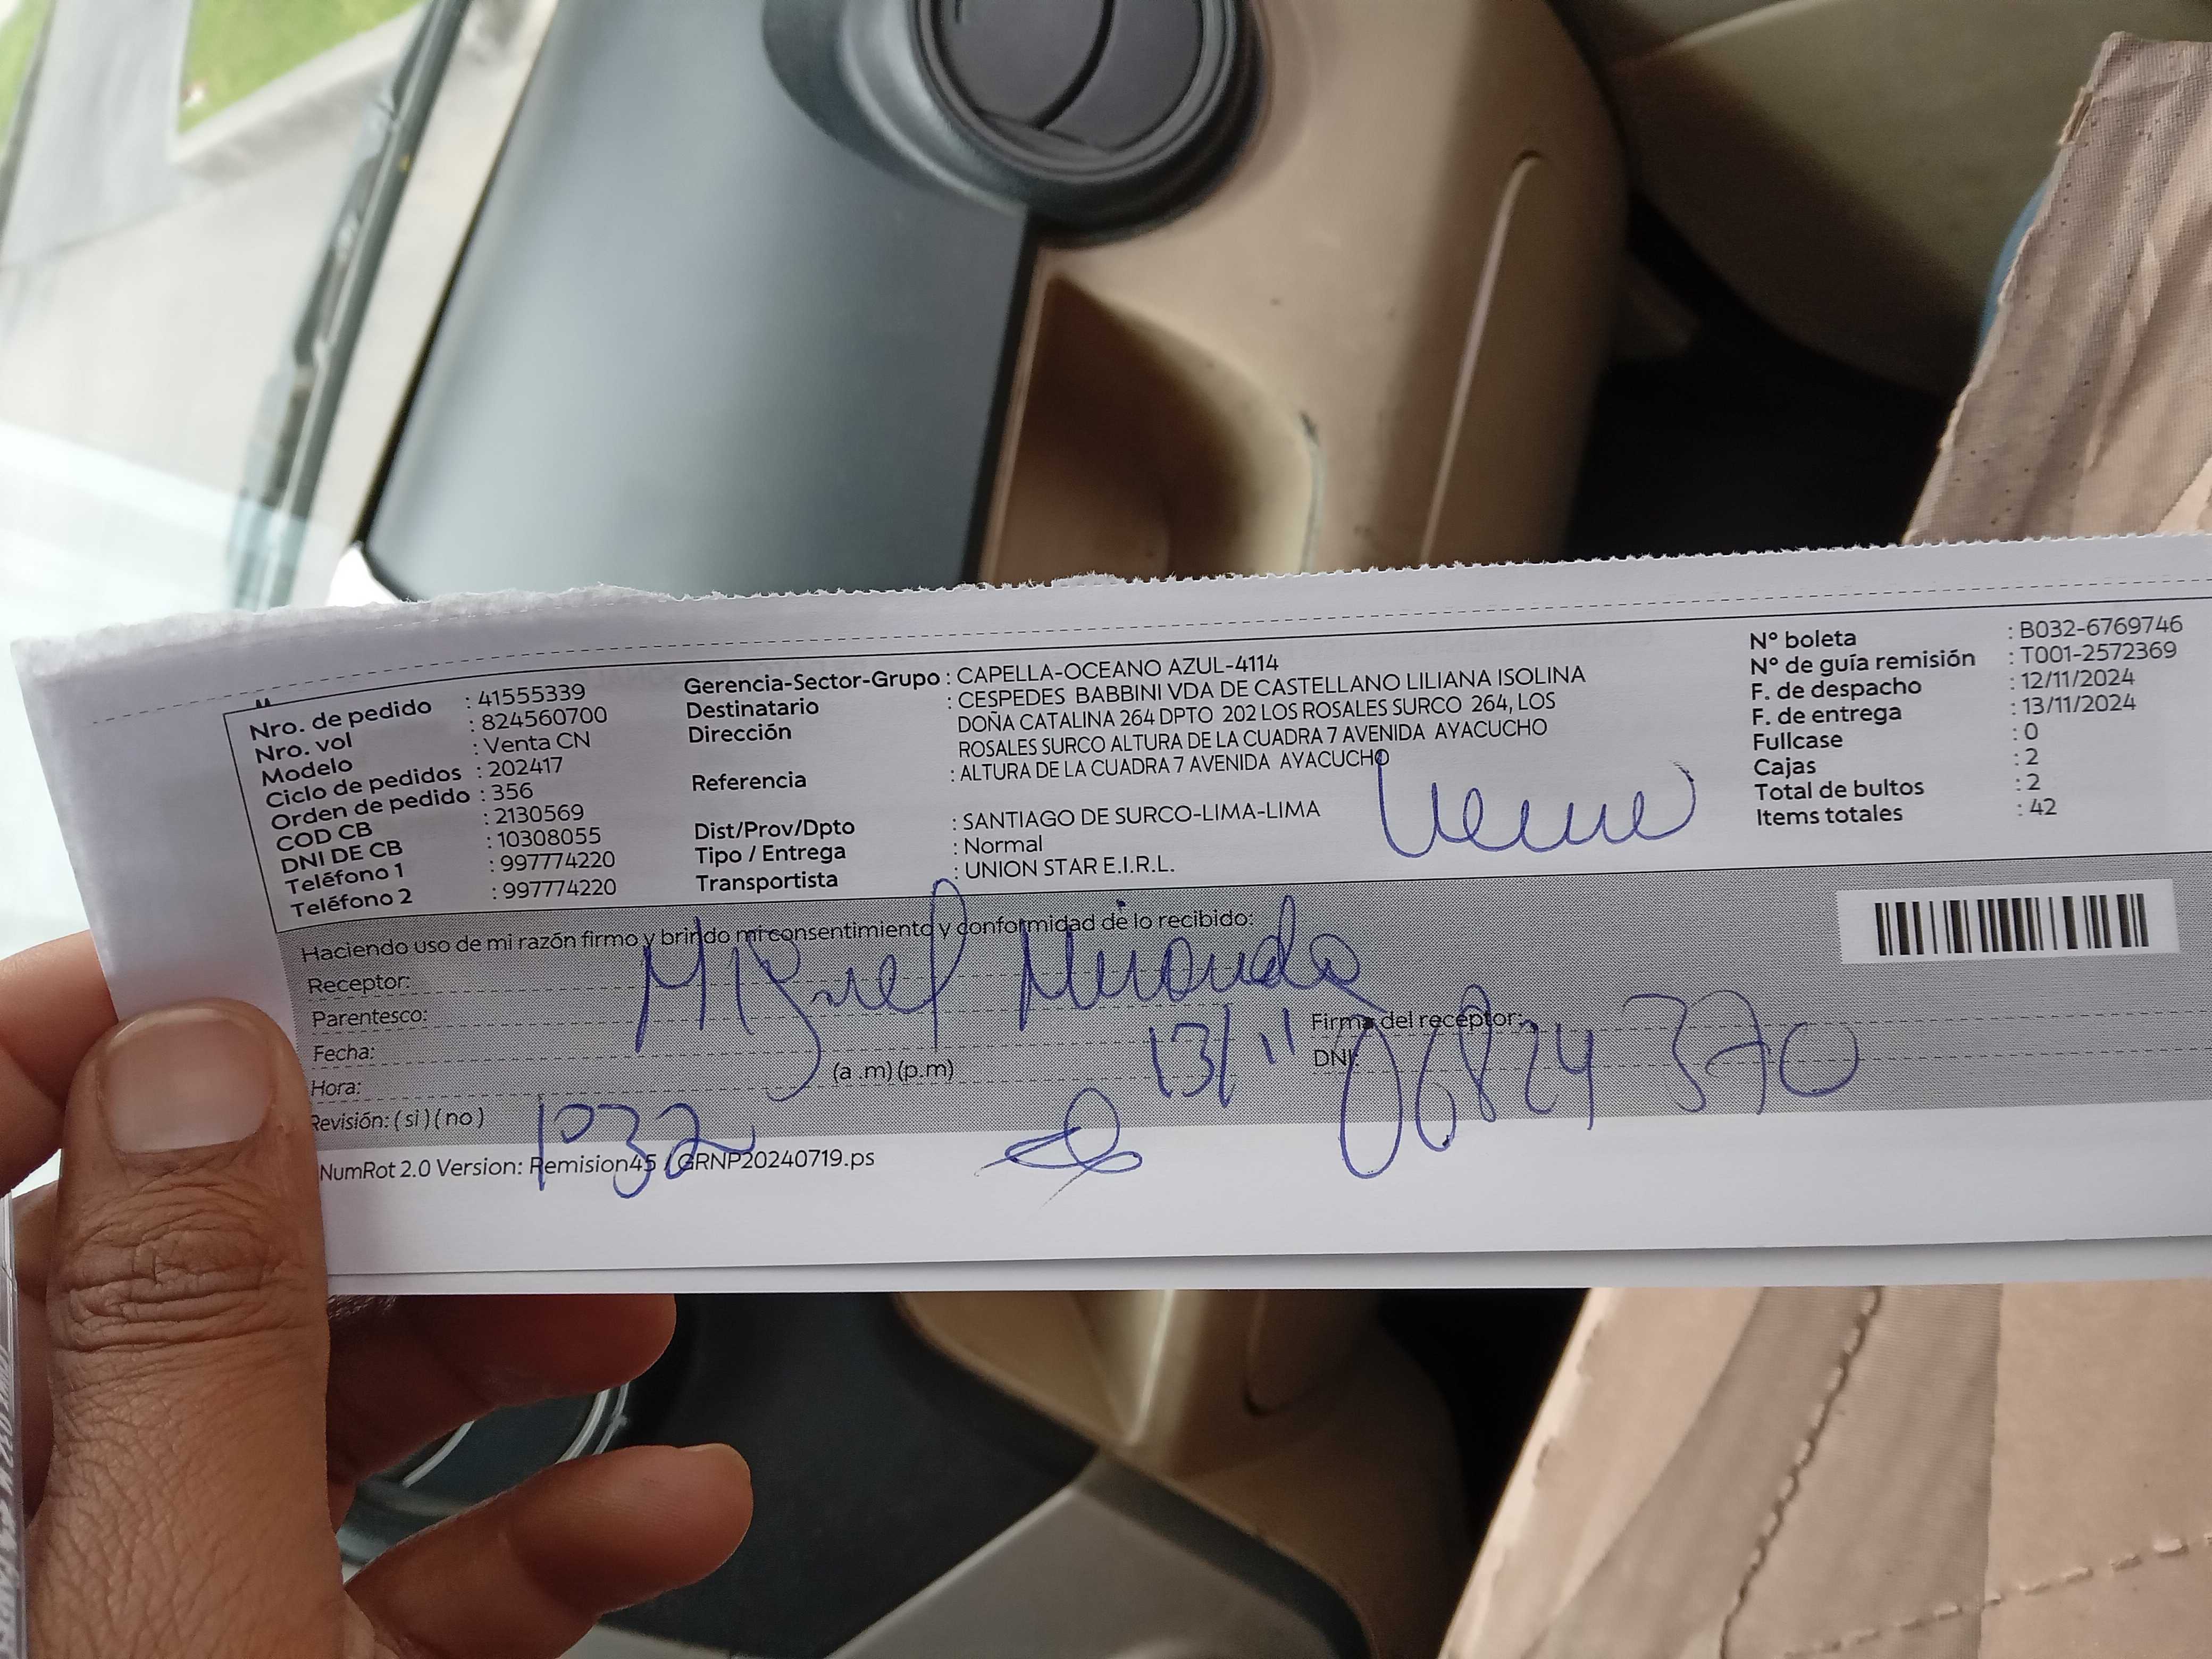 Nro. de pedido : 41555339
Nro. vol : 824560700
Modelo : Venta CN
Ciclo de pedidos : 202417
Orden de pedido : 356
COD CB : 2130569
DNI DE CB : 10308055
Teléfono 1 : 997774220
Teléfono 2 : 997774220
Gerencia-Sector-Grupo : CAPELLA-OCEANO AZUL-4114
Destinatario : CESPEDES BABBINI VDA DE CASTELLANO LILIANA ISOLINA
Dirección DOÑA CATALINA 264 DPTO 202 LOS ROSALES SURCO 264, LOS
ROSALES SURCO ALTURA DE LA CUADRA 7 AVENIDA AYACUCHO
Referencia : ALTURA DE LA CUADRA 7 AVENIDA AYACUCHO
Dist/Prov/Dpto : SANTIAGO DE SURCO-LIMA-LIMA
Tipo / Entrega : Normal
Transportista : UNION STAR E.I.R.L.
N° boleta : B032-6769746
N° de guía remisión : T001-2572369
F. de despacho : 12/11/2024
F. de entrega : 13/11/2024
Fullcase : 0
Cajas : 2
Total de bultos : 2
Items totales : 42
Haciendo uso de mi razón firmo y brindo mi consentimiento y conformidad de lo recibido:
Receptor: Miguel Miranda
Parentesco:
Firma del receptor:
Fecha: 13/11
DNI: 06824370
Hora: (a .m) (p.m)
Revisión: ( si ) ( no )
NumRot 2.0 Version: Remision45 / GRNP20240719.ps